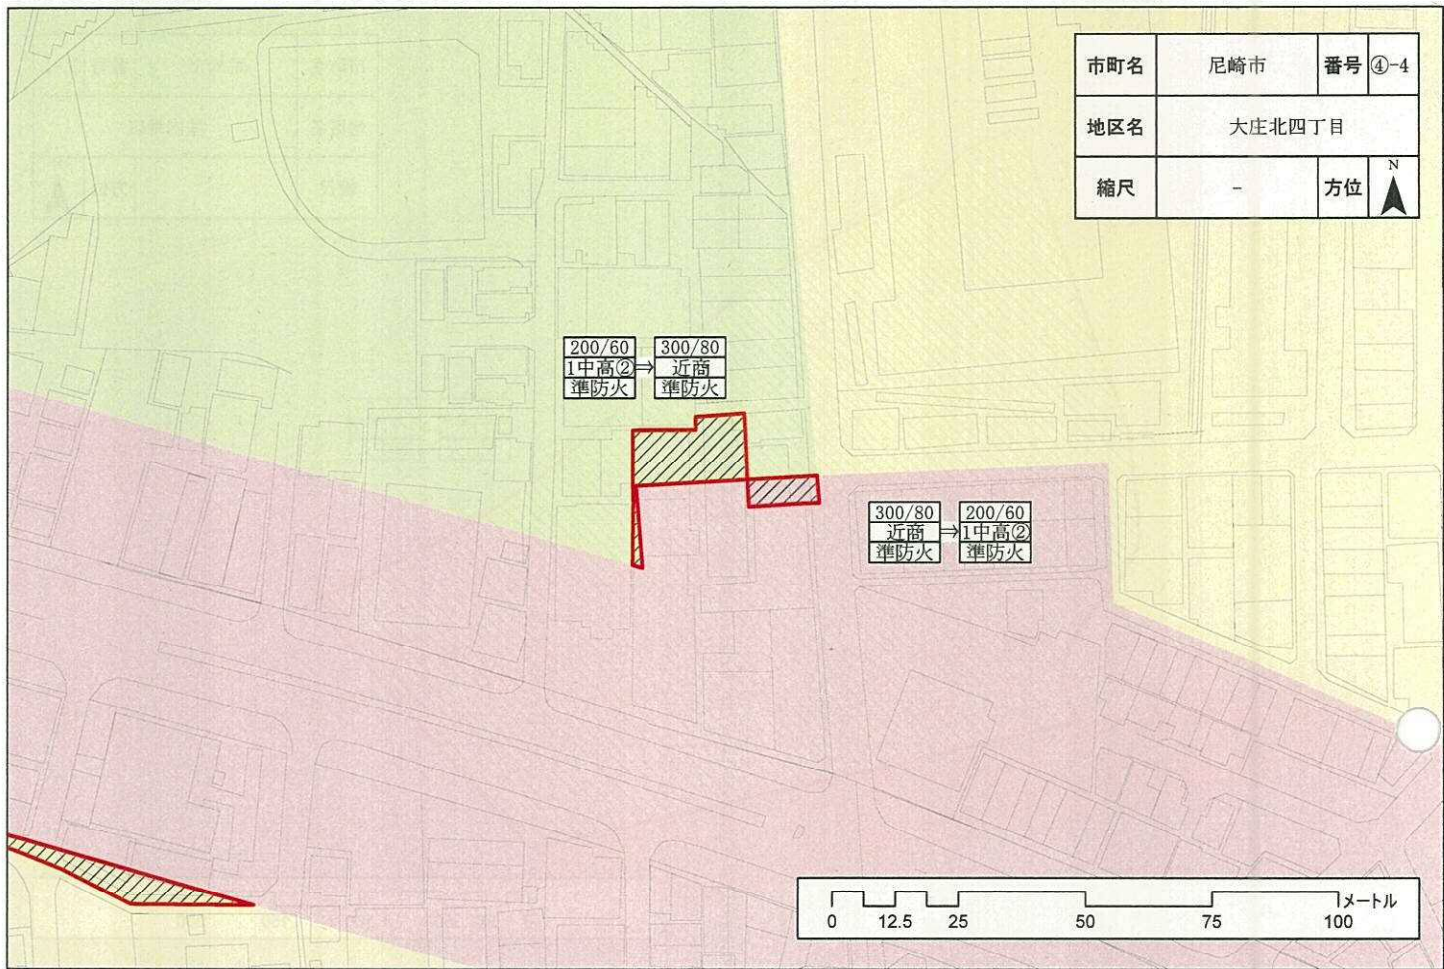 市町名 尼崎市 番号 ④-4
地区名 大庄北四丁目
縮尺 - 方位 N
200/60 300/80
1中高②⇒近商
準防火 準防火
300/80 200/60
近商⇒1中高②
準防火 準防火
メートル
0 12.5 25 50 75 100